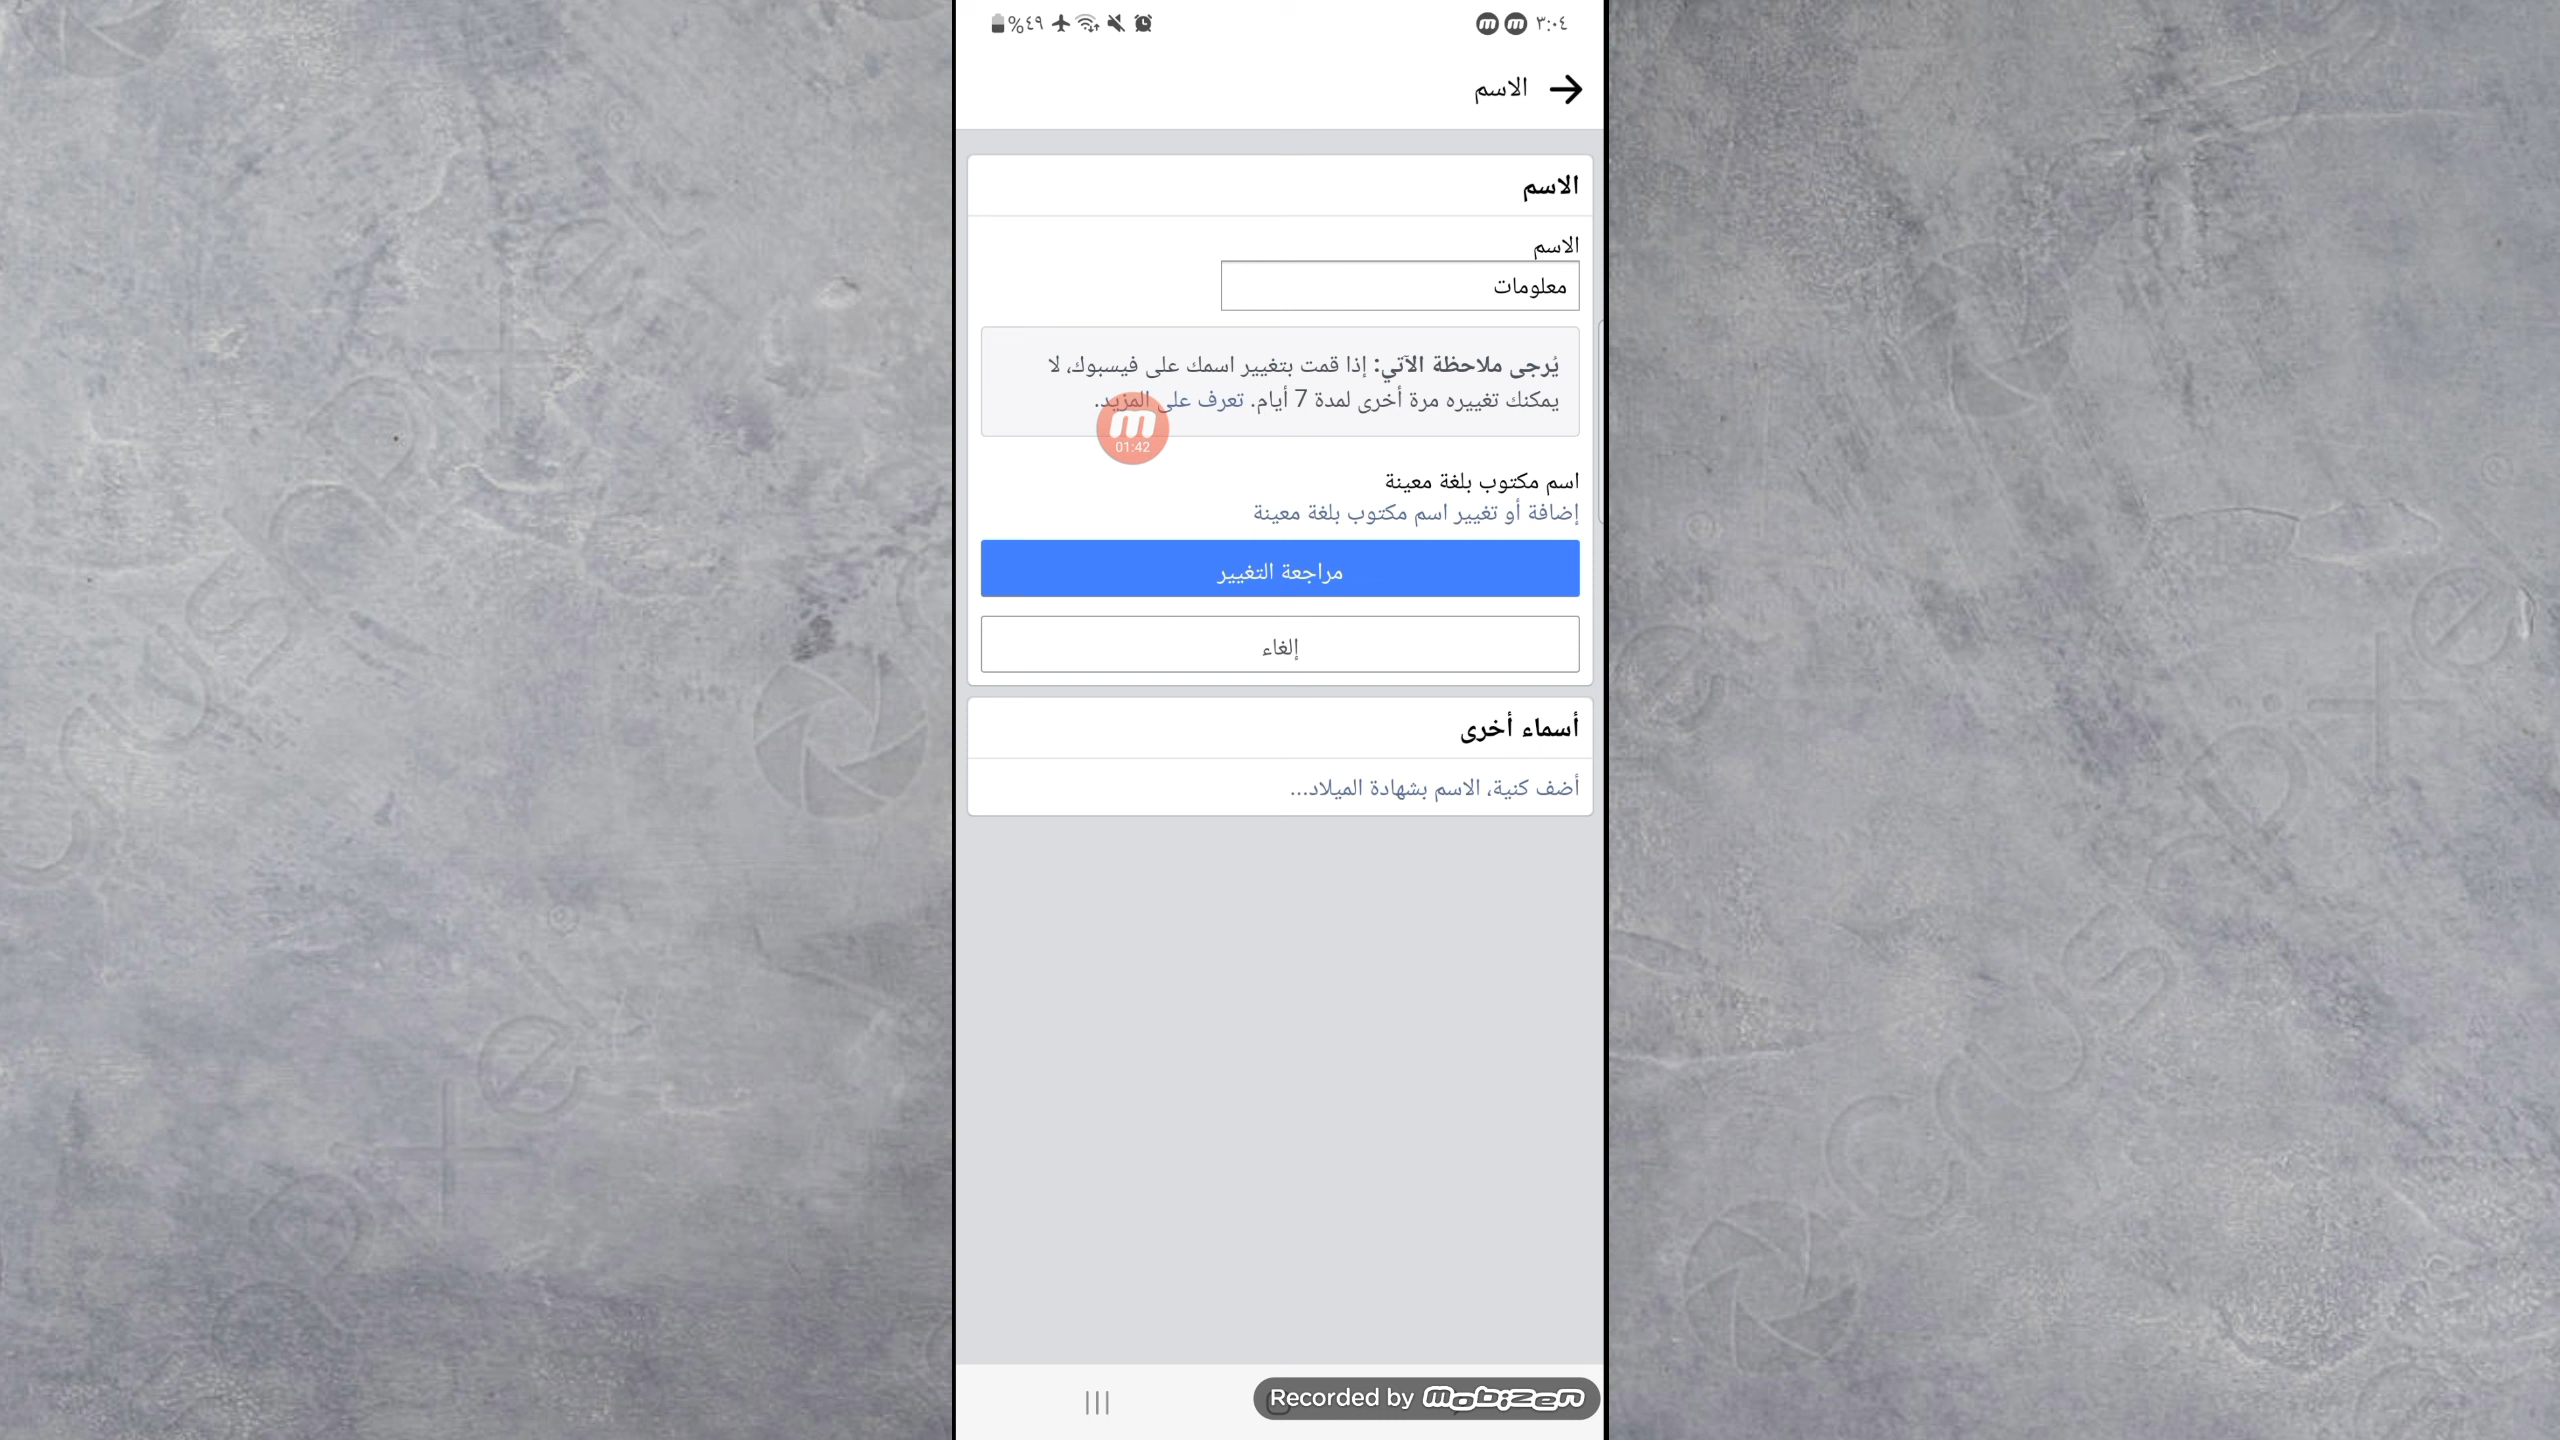 ٣:٠٤
%٤٩
الاسم
الاسم
الاسم
معلومات
يُرجى ملاحظة الآتي: إذا قمت بتغيير اسمك على فيسبوك، لا
يمكنك تغييره مرة أخرى لمدة 7 أيام. تعرف على المزيد.
01:42
اسم مكتوب بلغة معينة
إضافة أو تغيير اسم مكتوب بلغة معينة
مراجعة التغيير
إلغاء
أسماء أخرى
أضف كنية، الاسم بشهادة الميلاد...
Recorded by mobizen